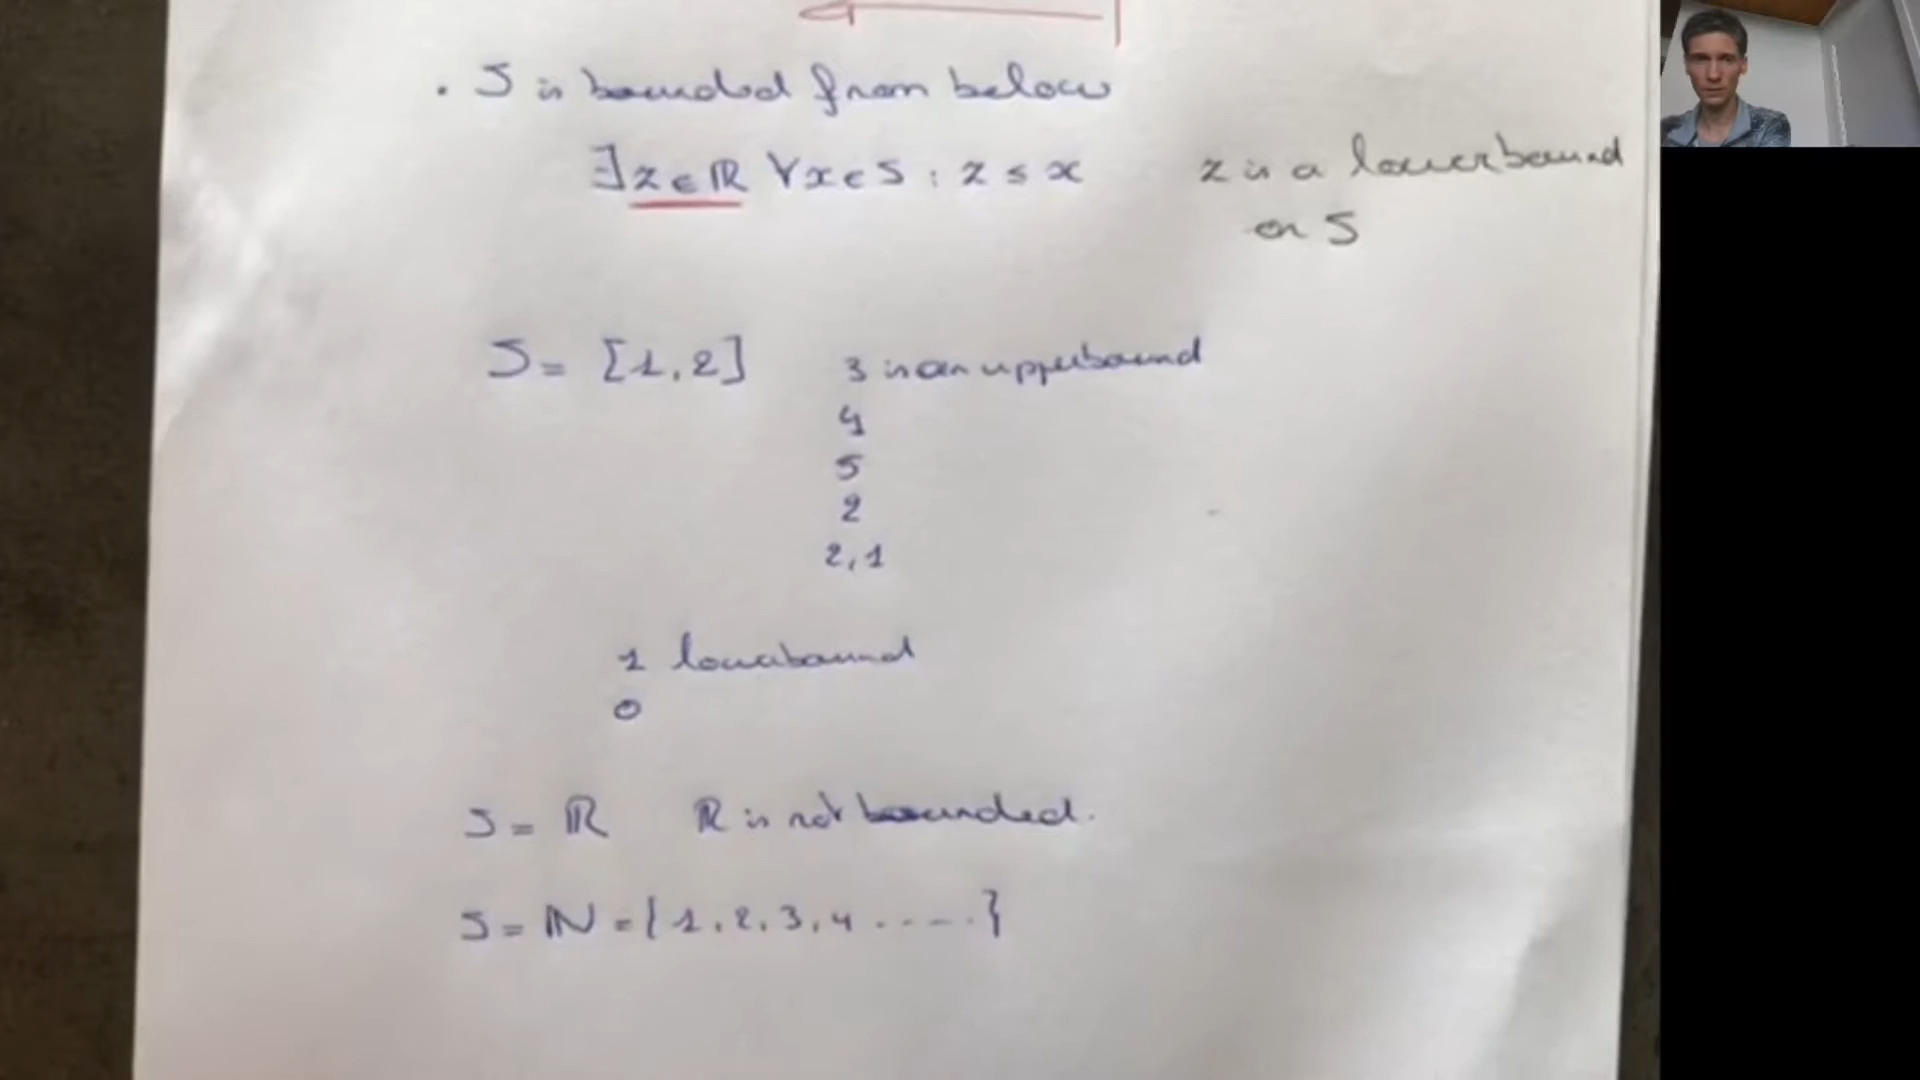 . S is bounded from below
∃z∈ℝ ∀x∈S : z ≤ x
z is a lowerbound
on S
S = [1,2]
3 is an upperbound
4
5
2
2,1
1 lowerbound
0
S = ℝ ℝ is not bounded.
S = ℕ = {1,2,3,4 .....}